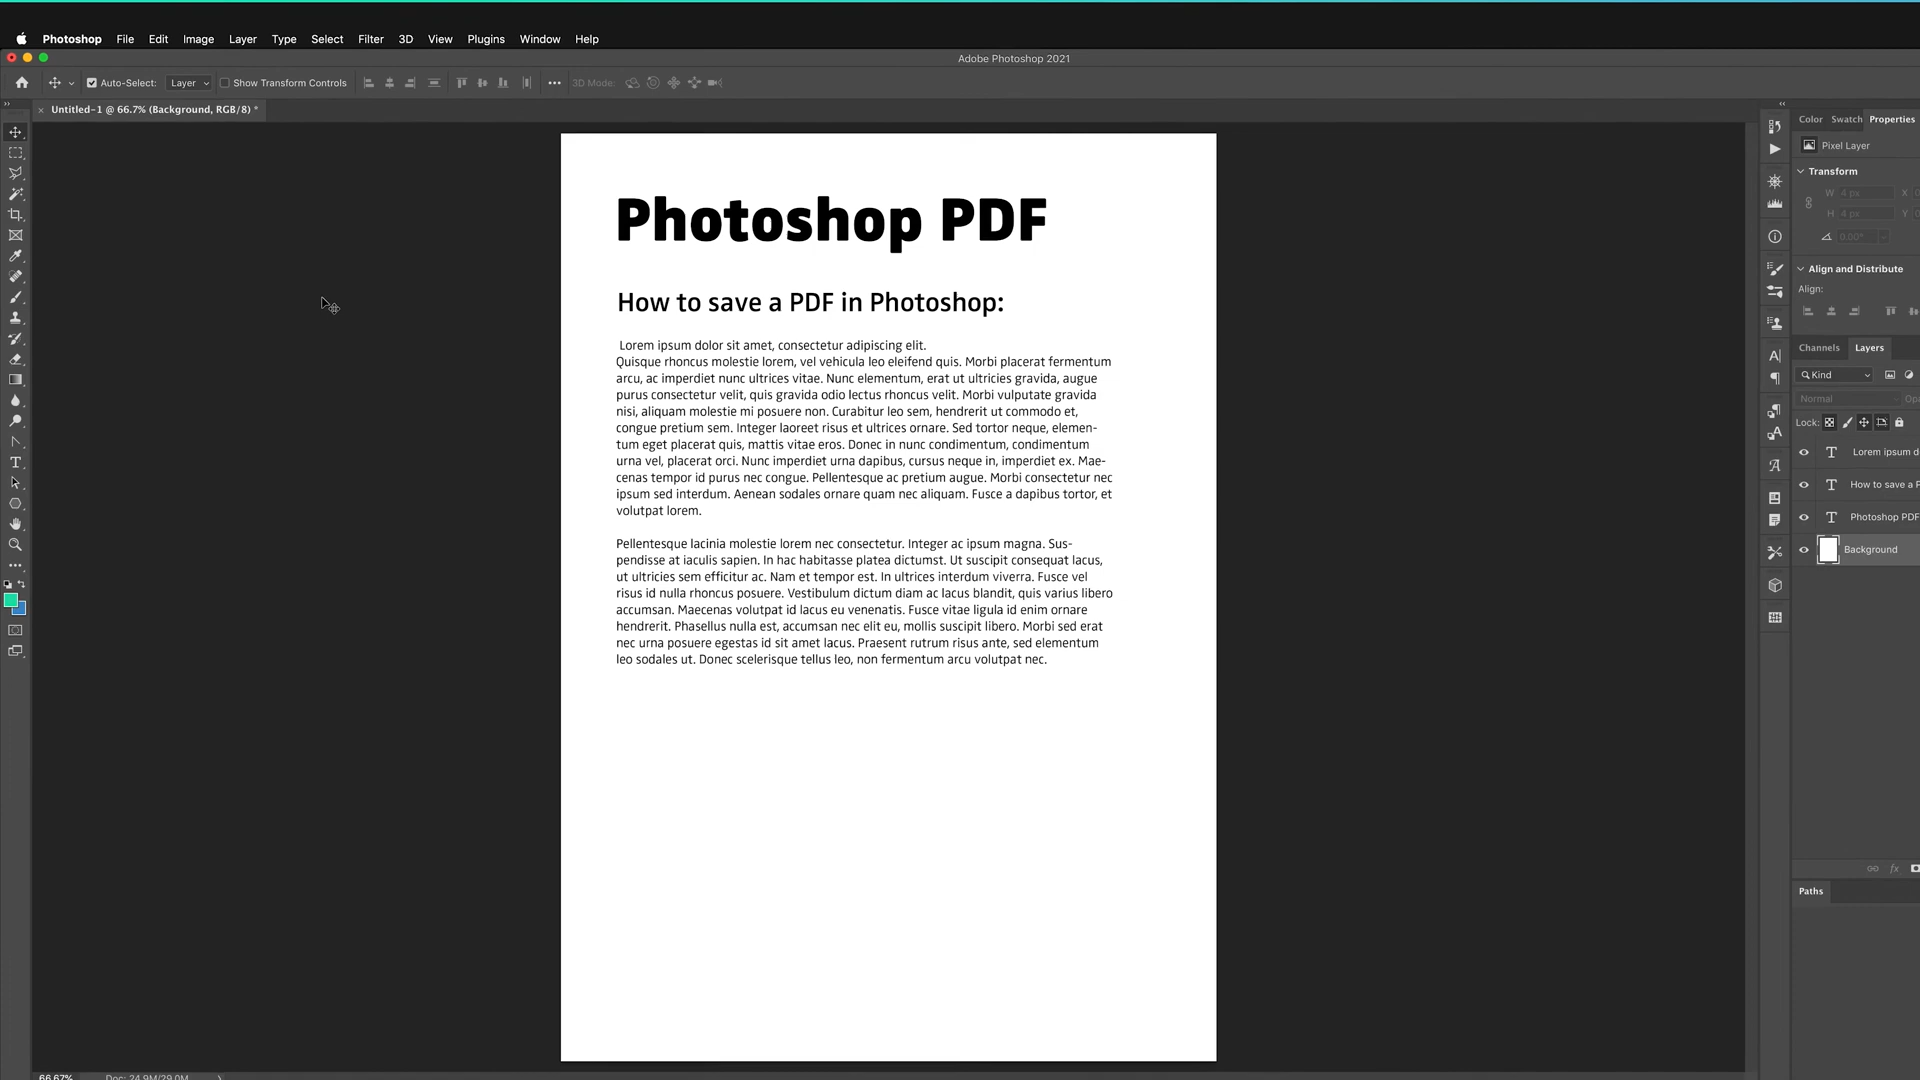 Photoshop File Edit Image Layer Type Select Filter 3D View Plugins Window Help
Adobe Photoshop 2021
Auto-Select: Layer Show Transform Controls 3D Mode:
Untitled-1 @ 66.7% (Background, RGB/8) *
Photoshop PDF
How to save a PDF in Photoshop:
Lorem ipsum dolor sit amet, consectetur adipiscing elit.
Quisque rhoncus molestie lorem, vel vehicula leo eleifend quis. Morbi placerat fermentum
arcu, ac imperdiet nunc ultrices vitae. Nunc elementum, erat ut ultricies gravida, augue
purus consectetur velit, quis gravida odio lectus rhoncus velit. Morbi vulputate gravida
nisi, aliquam molestie mi posuere non. Curabitur leo sem, hendrerit ut commodo et,
congue pretium sem. Integer laoreet risus et ultrices ornare. Sed tortor neque, elemen-
tum eget placerat quis, mattis vitae eros. Donec in nunc condimentum, condimentum
urna vel, placerat orci. Nunc imperdiet urna dapibus, cursus neque in, imperdiet ex. Mae-
cenas tempor id purus nec congue. Pellentesque ac pretium augue. Morbi consectetur nec
ipsum sed interdum. Aenean sodales ornare quam nec aliquam. Fusce a dapibus tortor, et
volutpat lorem.
Pellentesque lacinia molestie lorem nec consectetur. Integer ac ipsum magna. Sus-
pendisse at iaculis sapien. In hac habitasse platea dictumst. Ut suscipit consequat lacus,
ut ultricies sem efficitur ac. Nam et tempor est. In ultrices interdum viverra. Fusce vel
risus id nulla rhoncus posuere. Vestibulum dictum diam ac lacus blandit, quis varius libero
accumsan. Maecenas volutpat id lacus eu venenatis. Fusce vitae ligula id enim ornare
hendrerit. Phasellus nulla est, accumsan nec elit eu, mollis suscipit libero. Morbi sed erat
nec urna posuere egestas id sit amet lacus. Praesent rutrum risus ante, sed elementum
leo sodales ut. Donec scelerisque tellus leo, non fermentum arcu volutpat nec.
Color Swatch Properties
Pixel Layer
Transform
W 4 px X
H 4 px Y
0.00°
Align and Distribute
Align:
Channels Layers
Kind
Normal
Lock:
Lorem ipsum d
How to save a P
Photoshop PDF
Background
fx
Paths
66.67% Doc: 24.9M/29.0M